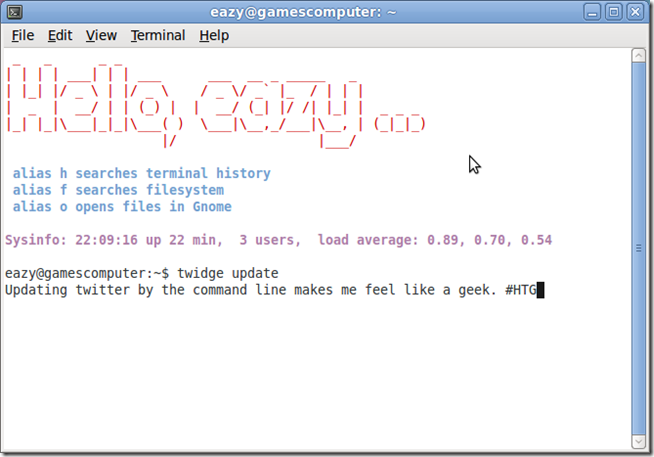 eazy@gamescomputer: ~
File Edit View Terminal Help
Hello, eazy...
alias h searches terminal history
alias f searches filesystem
alias o opens files in Gnome
Sysinfo: 22:09:16 up 22 min,  3 users,  load average: 0.89, 0.70, 0.54
eazy@gamescomputer:~$ twidge update
Updating twitter by the command line makes me feel like a geek. #HTG